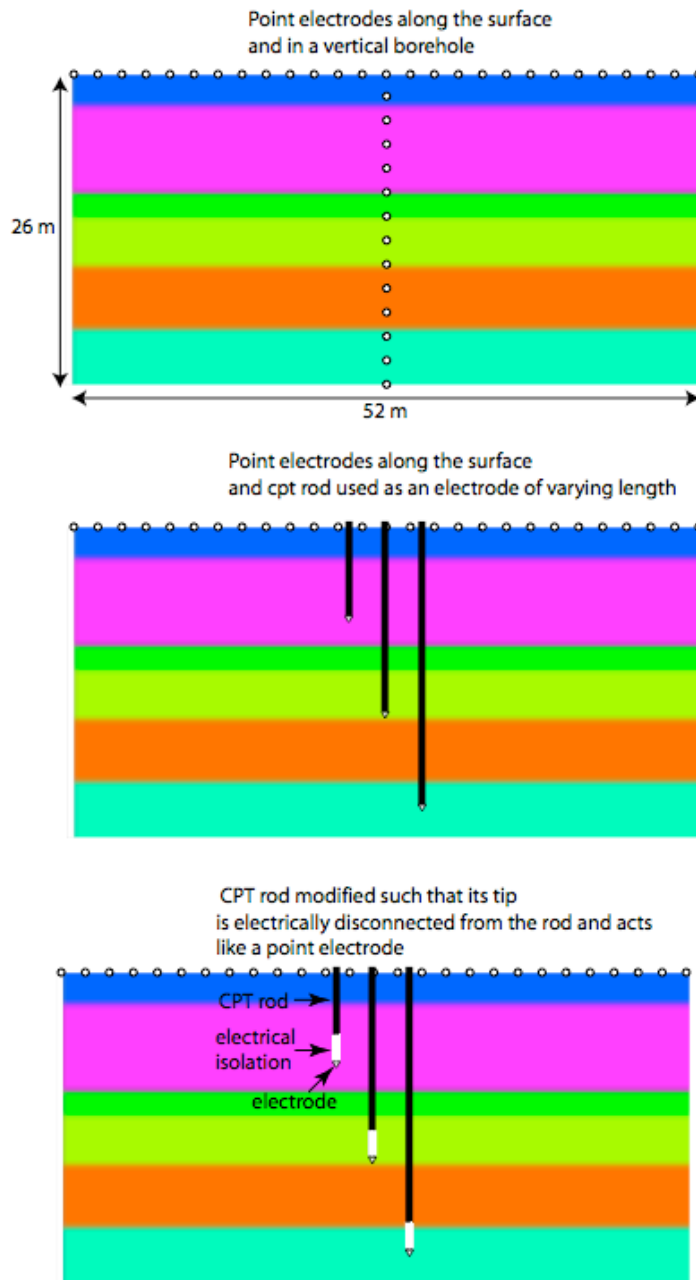 Point electrodes along the surface
and in a vertical borehole
26 m
52 m
Point electrodes along the surface
and cpt rod used as an electrode of varying length
CPT rod modified such that its tip
is electrically disconnected from the rod and acts
like a point electrode
CPT rod
electrical
isolation
electrode